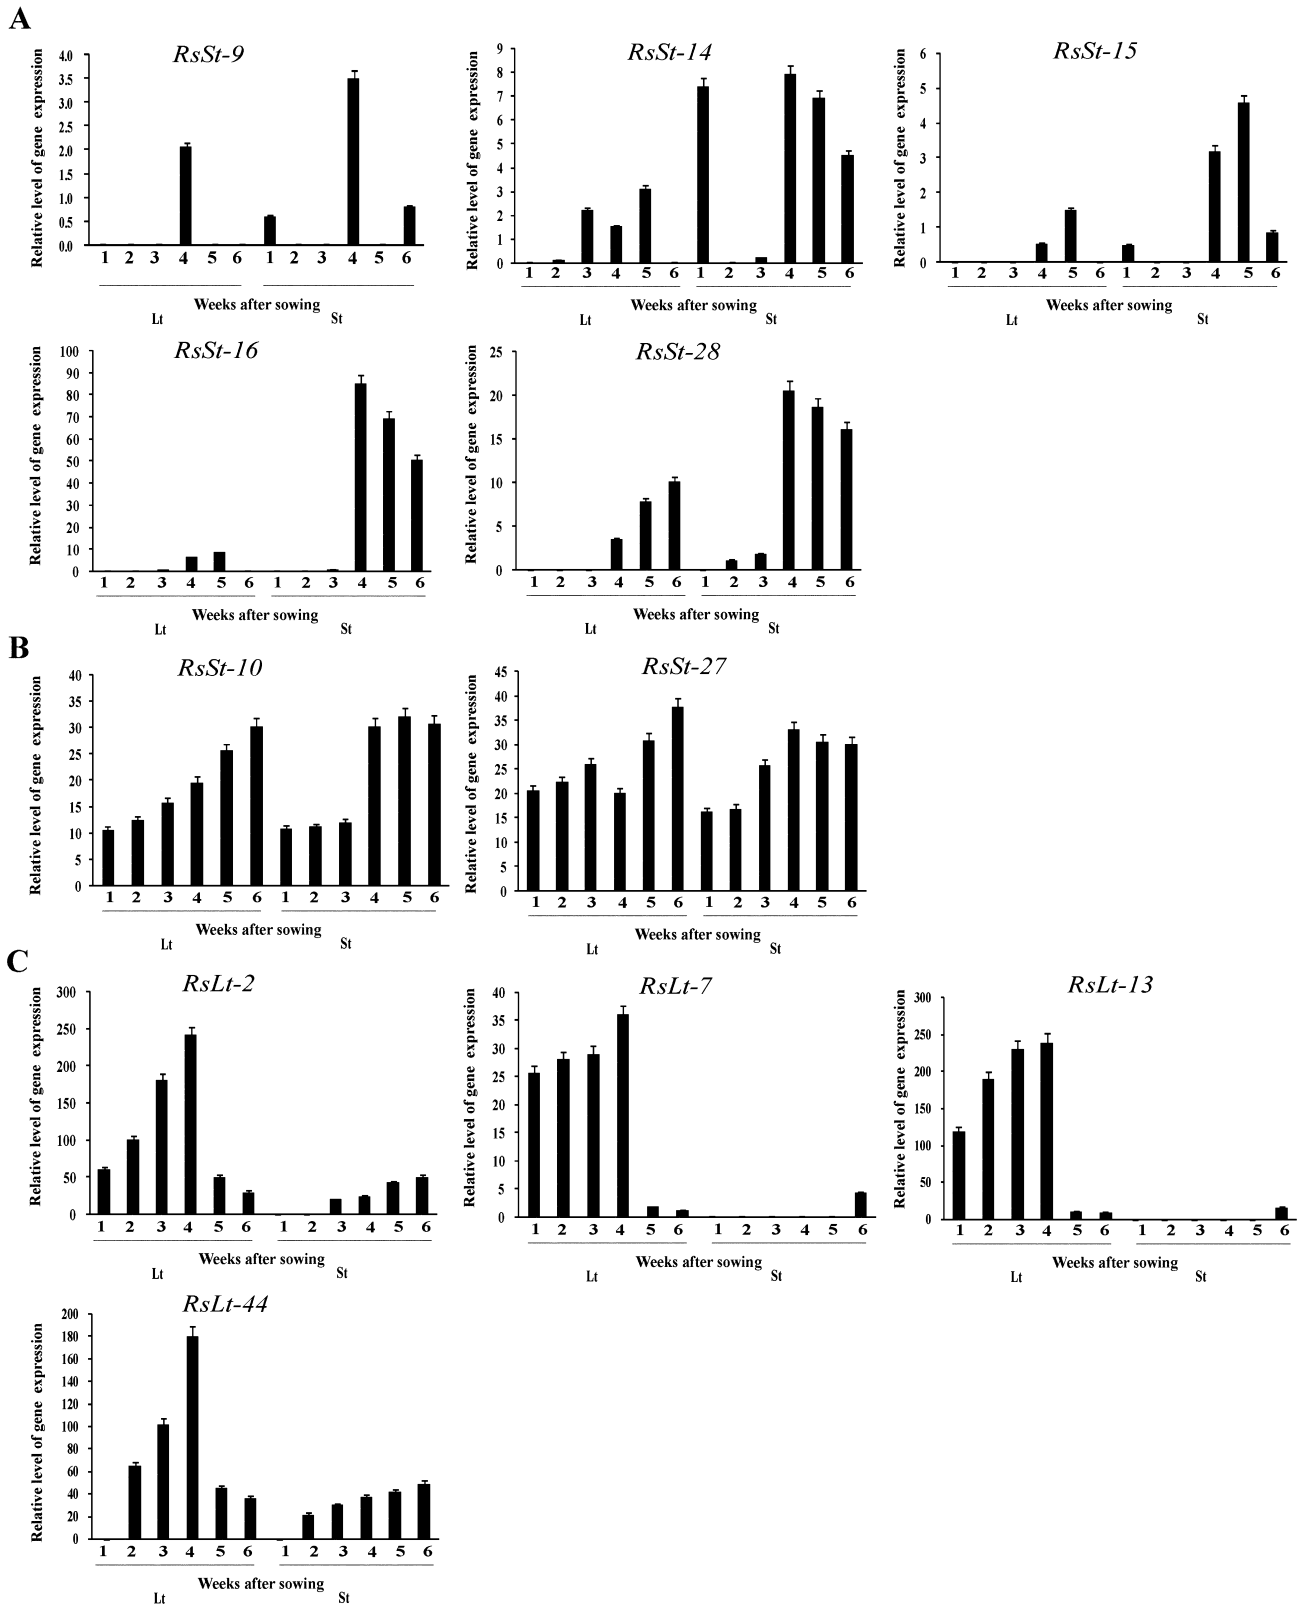 A
RsSt-9
Relative level of gene expression
4.0
3.5
3.0
2.5
2.0
1.5
1.0
0.5
0.0
1 2 3 4 5 6 1 2 3 4 5 6
Weeks after sowing
Lt St
RsSt-14
Relative level of gene expression
9
8
7
6
5
4
3
2
1
0
1 2 3 4 5 6 1 2 3 4 5 6
Weeks after sowing
Lt St
RsSt-15
Relative level of gene expression
6
5
4
3
2
1
0
1 2 3 4 5 6 1 2 3 4 5 6
Weeks after sowing
Lt St
RsSt-16
Relative level of gene expression
100
90
80
70
60
50
40
30
20
10
0
1 2 3 4 5 6 1 2 3 4 5 6
Weeks after sowing
Lt St
RsSt-28
Relative level of gene expression
25
20
15
10
5
0
1 2 3 4 5 6 1 2 3 4 5 6
Weeks after sowing
Lt St
B
RsSt-10
Relative level of gene expression
40
35
30
25
20
15
10
5
0
1 2 3 4 5 6 1 2 3 4 5 6
Weeks after sowing
Lt St
RsSt-27
Relative level of gene expression
45
40
35
30
25
20
15
10
5
0
1 2 3 4 5 6 1 2 3 4 5 6
Weeks after sowing
Lt St
C
RsLt-2
Relative level of gene expression
300
250
200
150
100
50
0
1 2 3 4 5 6 1 2 3 4 5 6
Weeks after sowing
Lt St
RsLt-7
Relative level of gene expression
40
35
30
25
20
15
10
5
0
1 2 3 4 5 6 1 2 3 4 5 6
Weeks after sowing
Lt St
RsLt-13
Relative level of gene expression
300
250
200
150
100
50
0
1 2 3 4 5 6 1 2 3 4 5 6
Weeks after sowing
Lt St
RsLt-44
Relative level of gene expression
200
180
160
140
120
100
80
60
40
20
0
1 2 3 4 5 6 1 2 3 4 5 6
Weeks after sowing
Lt St